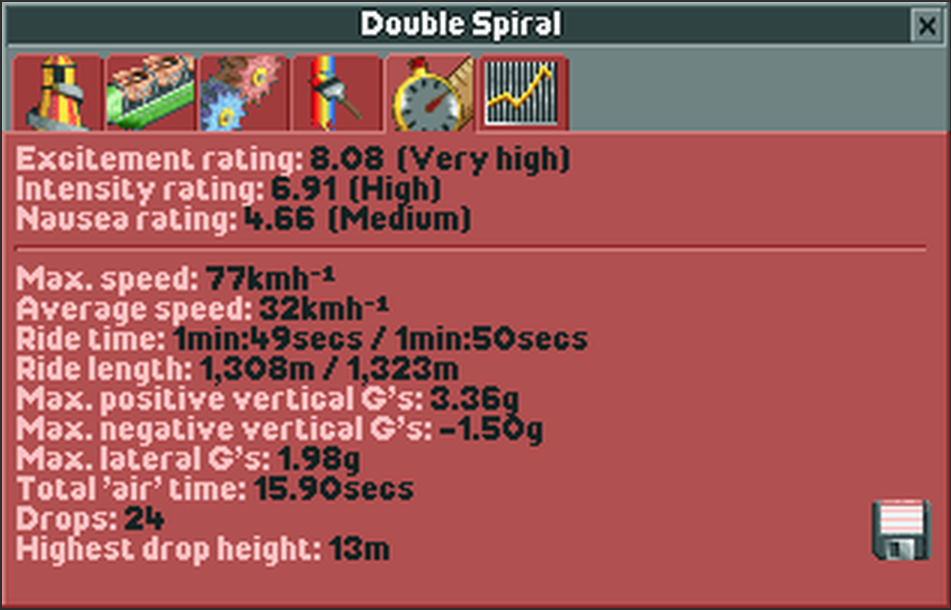 Double Spiral
Excitement rating: 8.08 (Very high)
Intensity rating: 6.91 (High)
Nausea rating: 4.66 (Medium)
Max. speed: 77kmh⁻¹
Average speed: 32kmh⁻¹
Ride time: 1min:49secs / 1min:50secs
Ride length: 1,308m / 1,323m
Max. positive vertical G's: 3.36g
Max. negative vertical G's: -1.50g
Max. lateral G's: 1.98g
Total 'air' time: 15.90secs
Drops: 24
Highest drop height: 13m